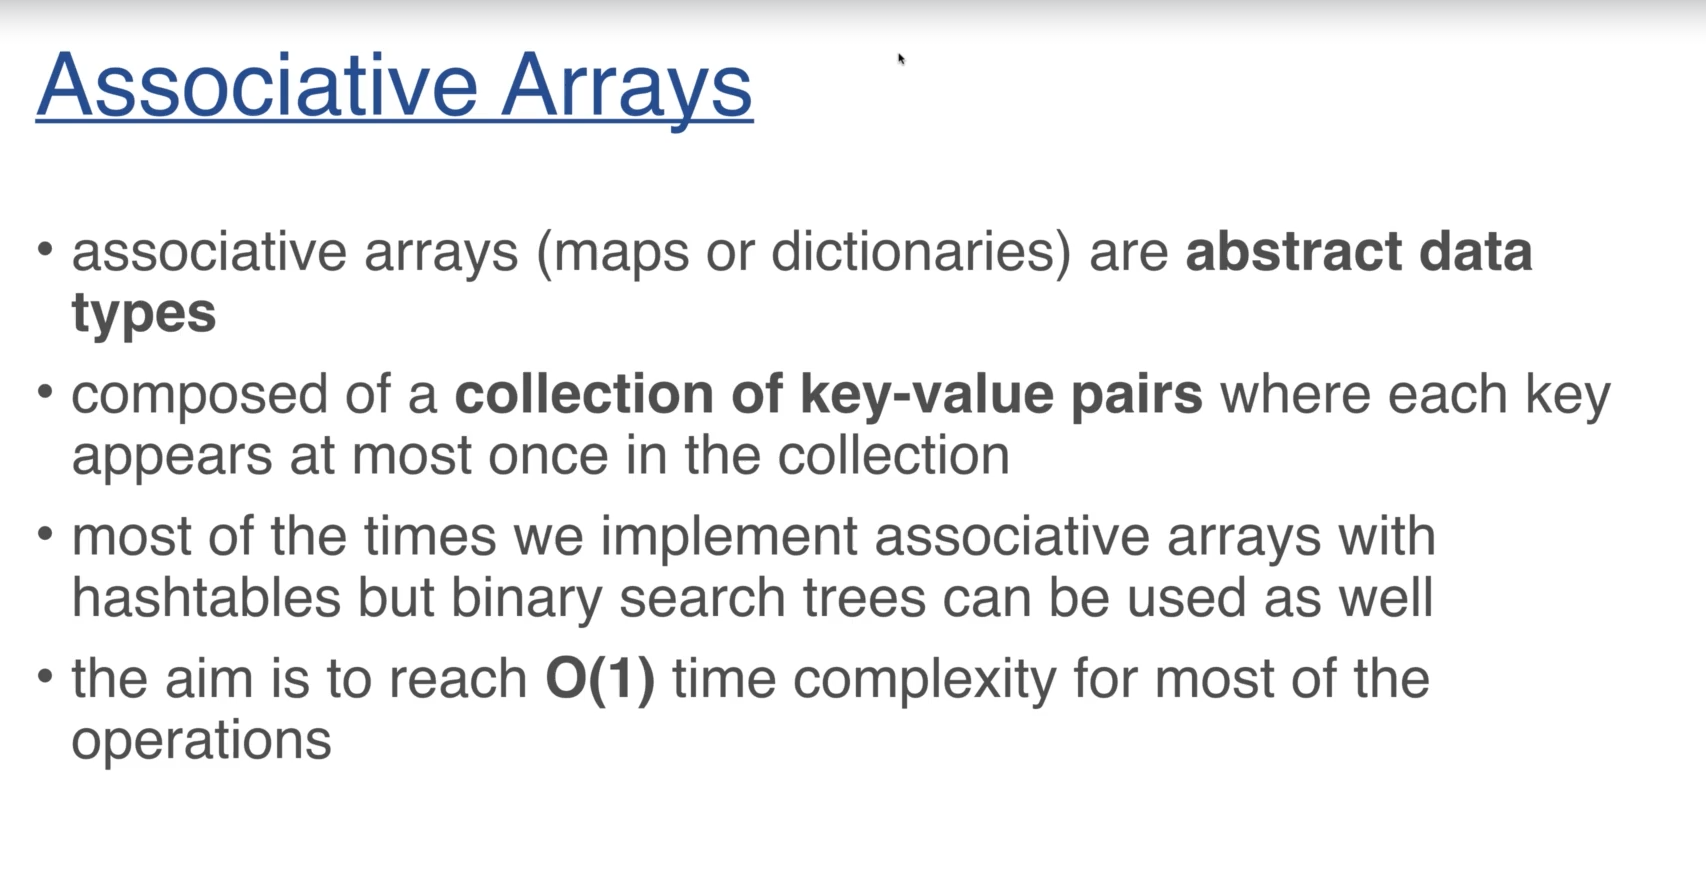 Associative Arrays
• associative arrays (maps or dictionaries) are abstract data
types
• composed of a collection of key-value pairs where each key
appears at most once in the collection
• most of the times we implement associative arrays with
hashtables but binary search trees can be used as well
• the aim is to reach O(1) time complexity for most of the
operations